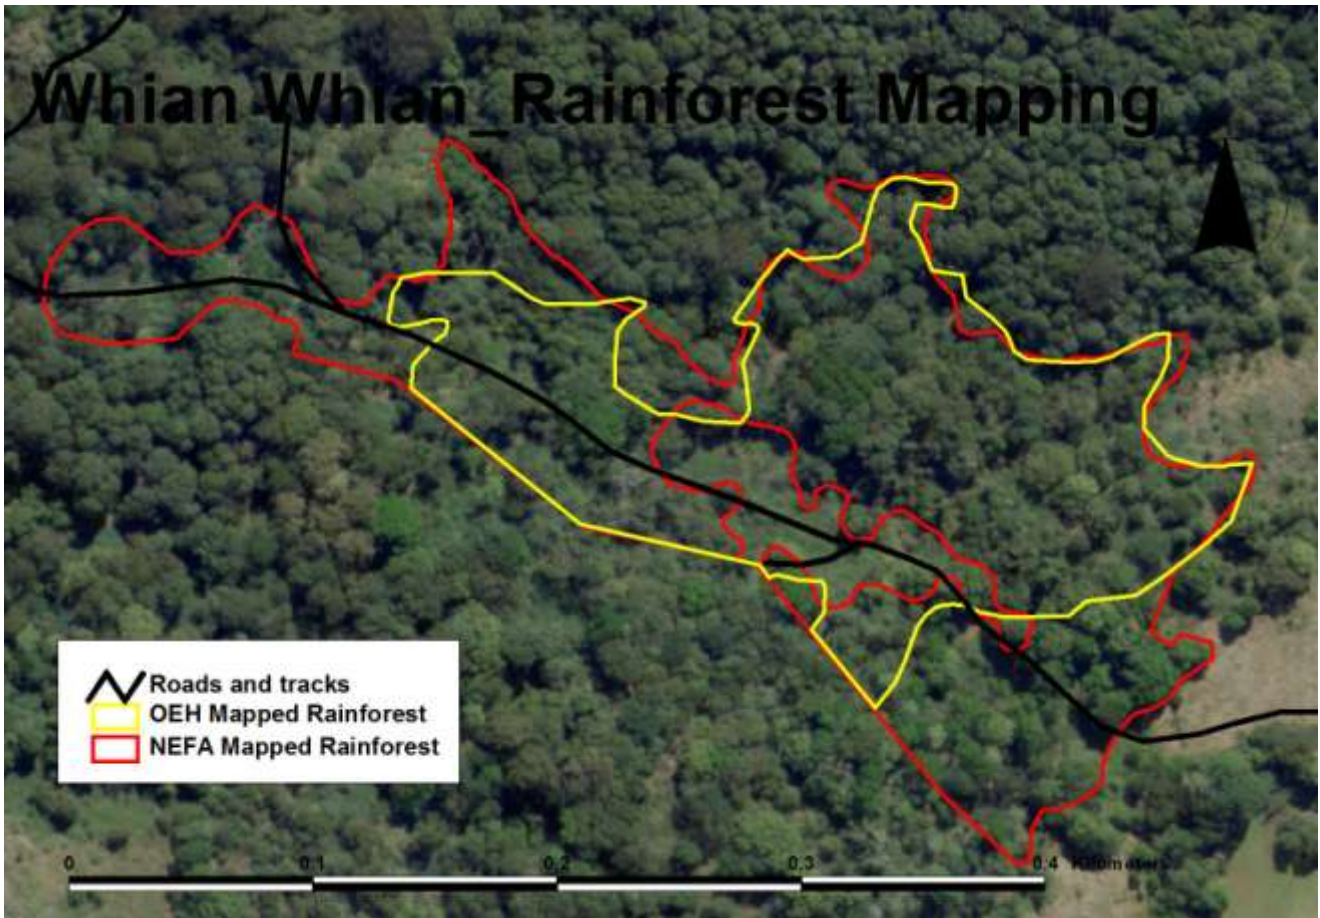 Whian Whian_Rainforest Mapping
Roads and tracks
OEH Mapped Rainforest
NEFA Mapped Rainforest
0 0.1 0.2 0.3 0.4 Kilometers